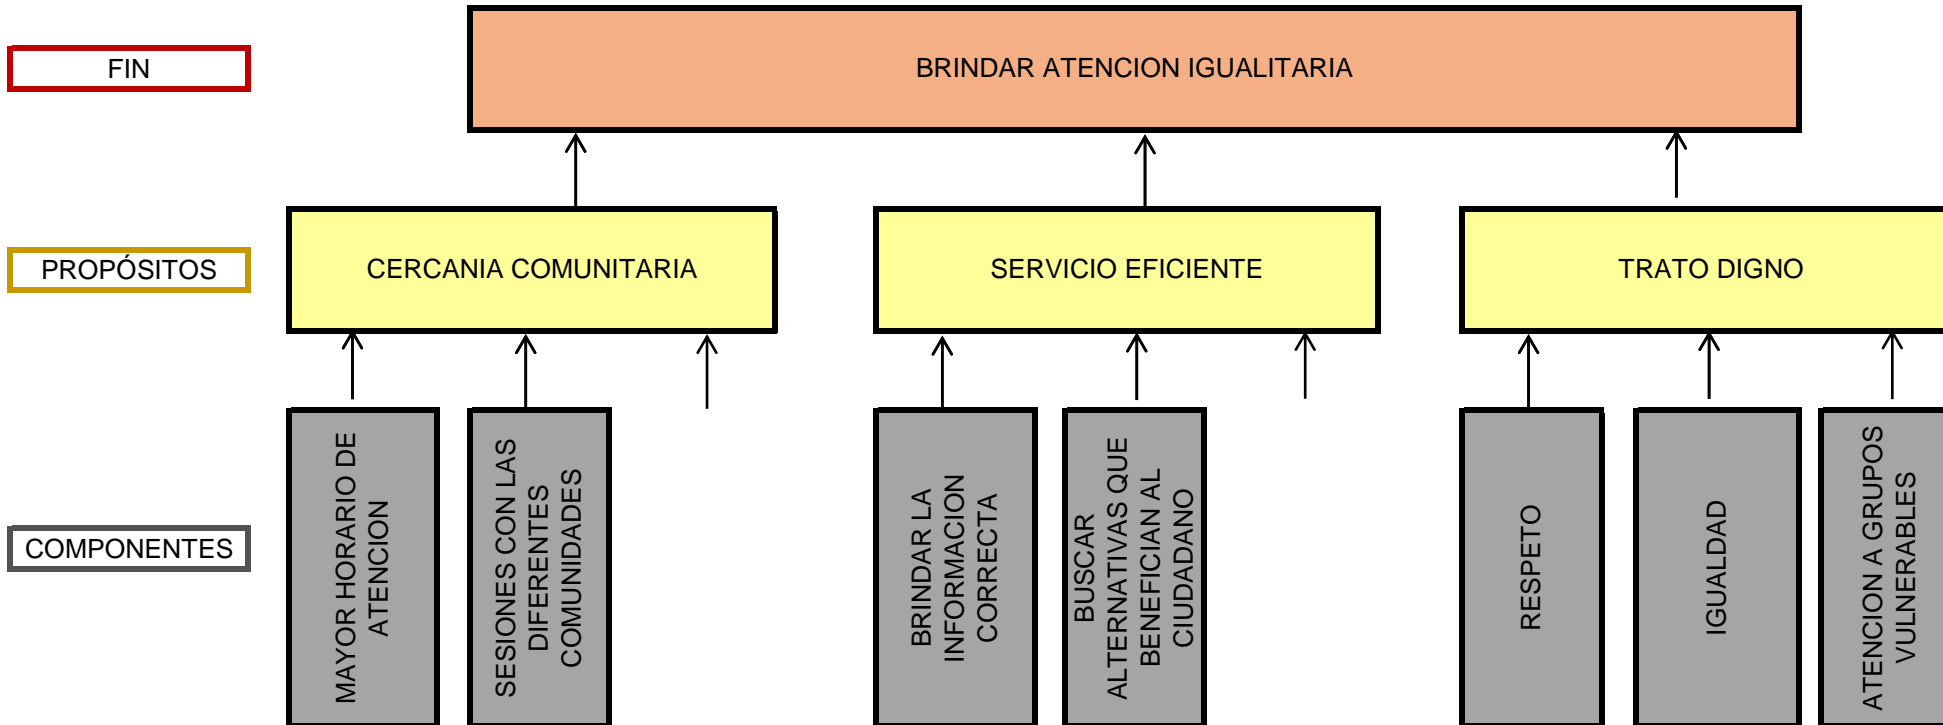 FIN
BRINDAR ATENCION IGUALITARIA
PROPÓSITOS
CERCANIA COMUNITARIA
SERVICIO EFICIENTE
TRATO DIGNO
COMPONENTES
MAYOR HORARIO DE
ATENCION
SESIONES CON LAS
DIFERENTES
COMUNIDADES
BRINDAR LA
INFORMACION
CORRECTA
BUSCAR
ALTERNATIVAS QUE
BENEFICIAN AL
CIUDADANO
RESPETO
IGUALDAD
ATENCION A GRUPOS
VULNERABLES